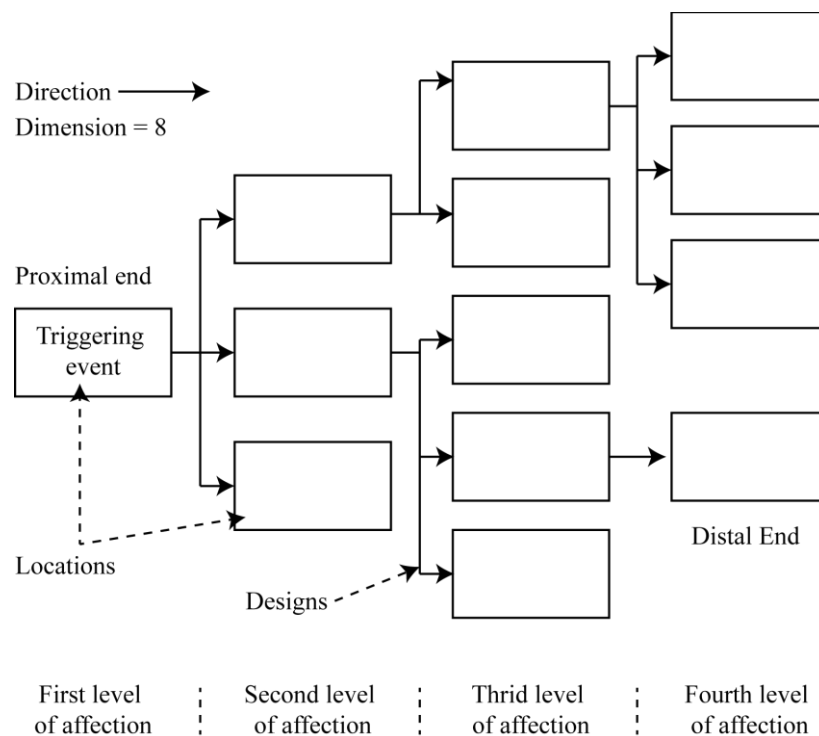 Direction
Dimension = 8
Proximal end
Triggering
event
Locations
Designs
Distal End
First level
of affection
Second level
of affection
Thrid level
of affection
Fourth level
of affection